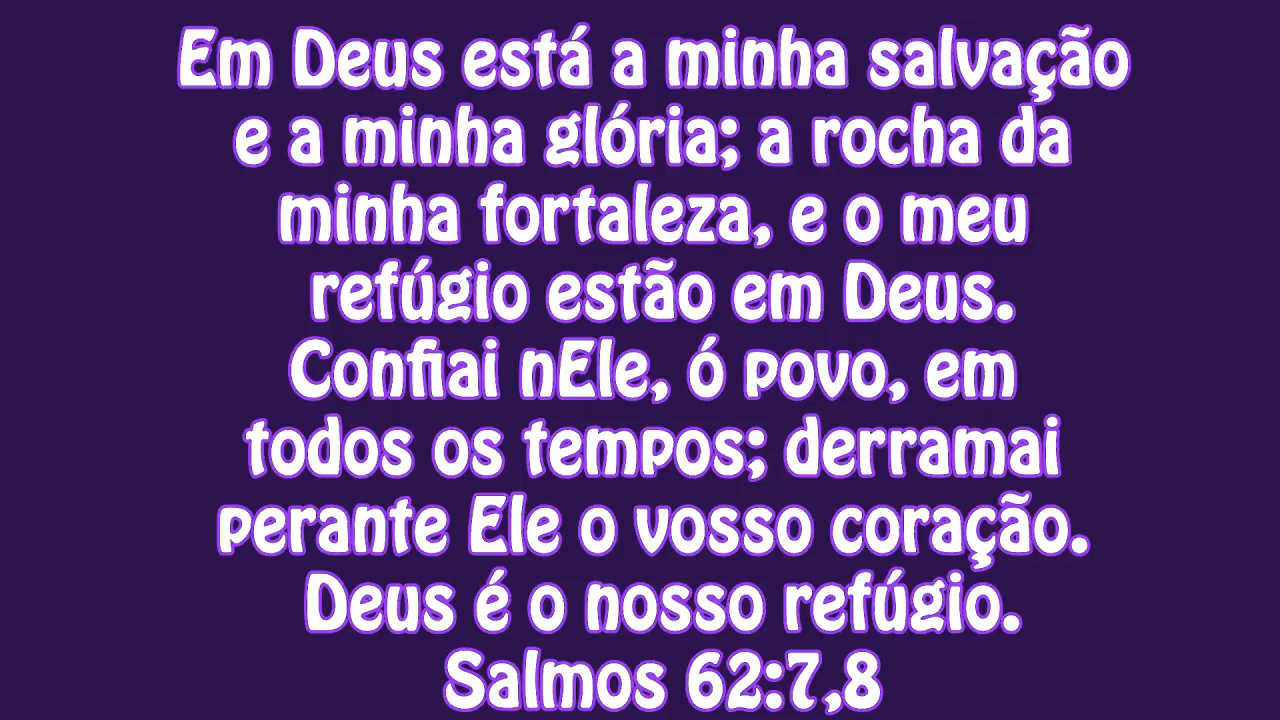 Em Deus está a minha salvação
e a minha glória; a rocha da
minha fortaleza, e o meu
refúgio estão em Deus.
Confiai nEle, ó povo, em
todos os tempos; derramai
perante Ele o vosso coração.
Deus é o nosso refúgio.
Salmos 62:7,8